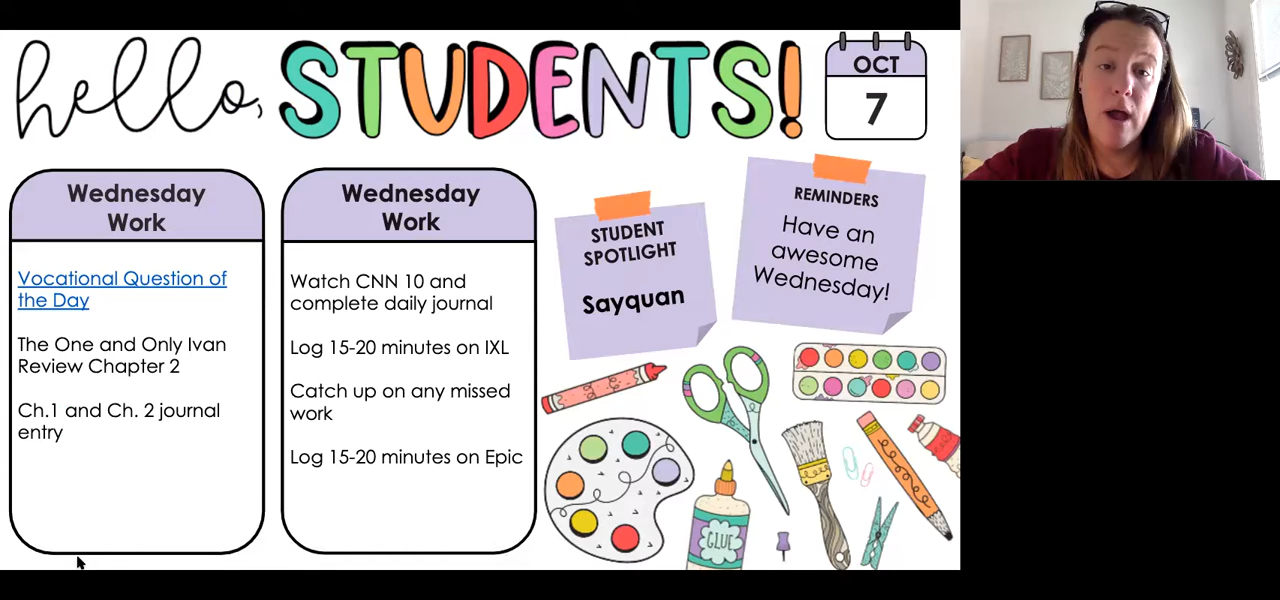 hello, STUDENTS!
OCT
7
Wednesday
Work
Vocational Question of
the Day
The One and Only Ivan
Review Chapter 2
Ch.1 and Ch. 2 journal
entry
Wednesday
Work
Watch CNN 10 and
complete daily journal
Log 15-20 minutes on IXL
Catch up on any missed
work
Log 15-20 minutes on Epic
STUDENT
SPOTLIGHT
Sayquan
REMINDERS
Have an
awesome
Wednesday!
GLUE